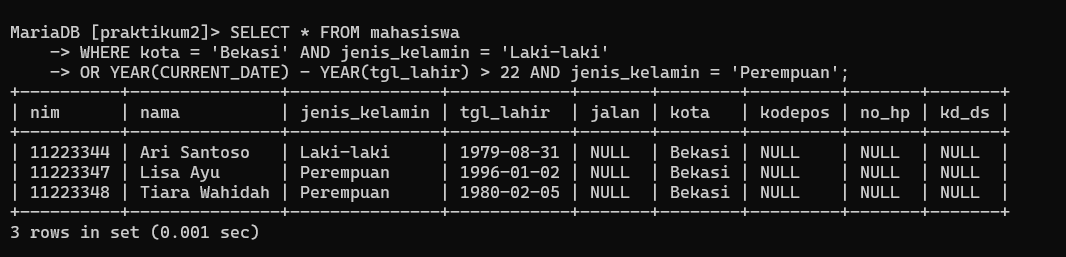 MariaDB [praktikum2]> SELECT * FROM mahasiswa
    -> WHERE kota = 'Bekasi' AND jenis_kelamin = 'Laki-laki'
    -> OR YEAR(CURRENT_DATE) - YEAR(tgl_lahir) > 22 AND jenis_kelamin = 'Perempuan';
+----------+---------------+---------------+------------+-------+--------+---------+-------+-------+
| nim      | nama          | jenis_kelamin | tgl_lahir  | jalan | kota   | kodepos | no_hp | kd_ds |
+----------+---------------+---------------+------------+-------+--------+---------+-------+-------+
| 11223344 | Ari Santoso   | Laki-laki     | 1979-08-31 | NULL  | Bekasi | NULL    | NULL  | NULL  |
| 11223347 | Lisa Ayu      | Perempuan     | 1996-01-02 | NULL  | Bekasi | NULL    | NULL  | NULL  |
| 11223348 | Tiara Wahidah | Perempuan     | 1980-02-05 | NULL  | Bekasi | NULL    | NULL  | NULL  |
+----------+---------------+---------------+------------+-------+--------+---------+-------+-------+
3 rows in set (0.001 sec)